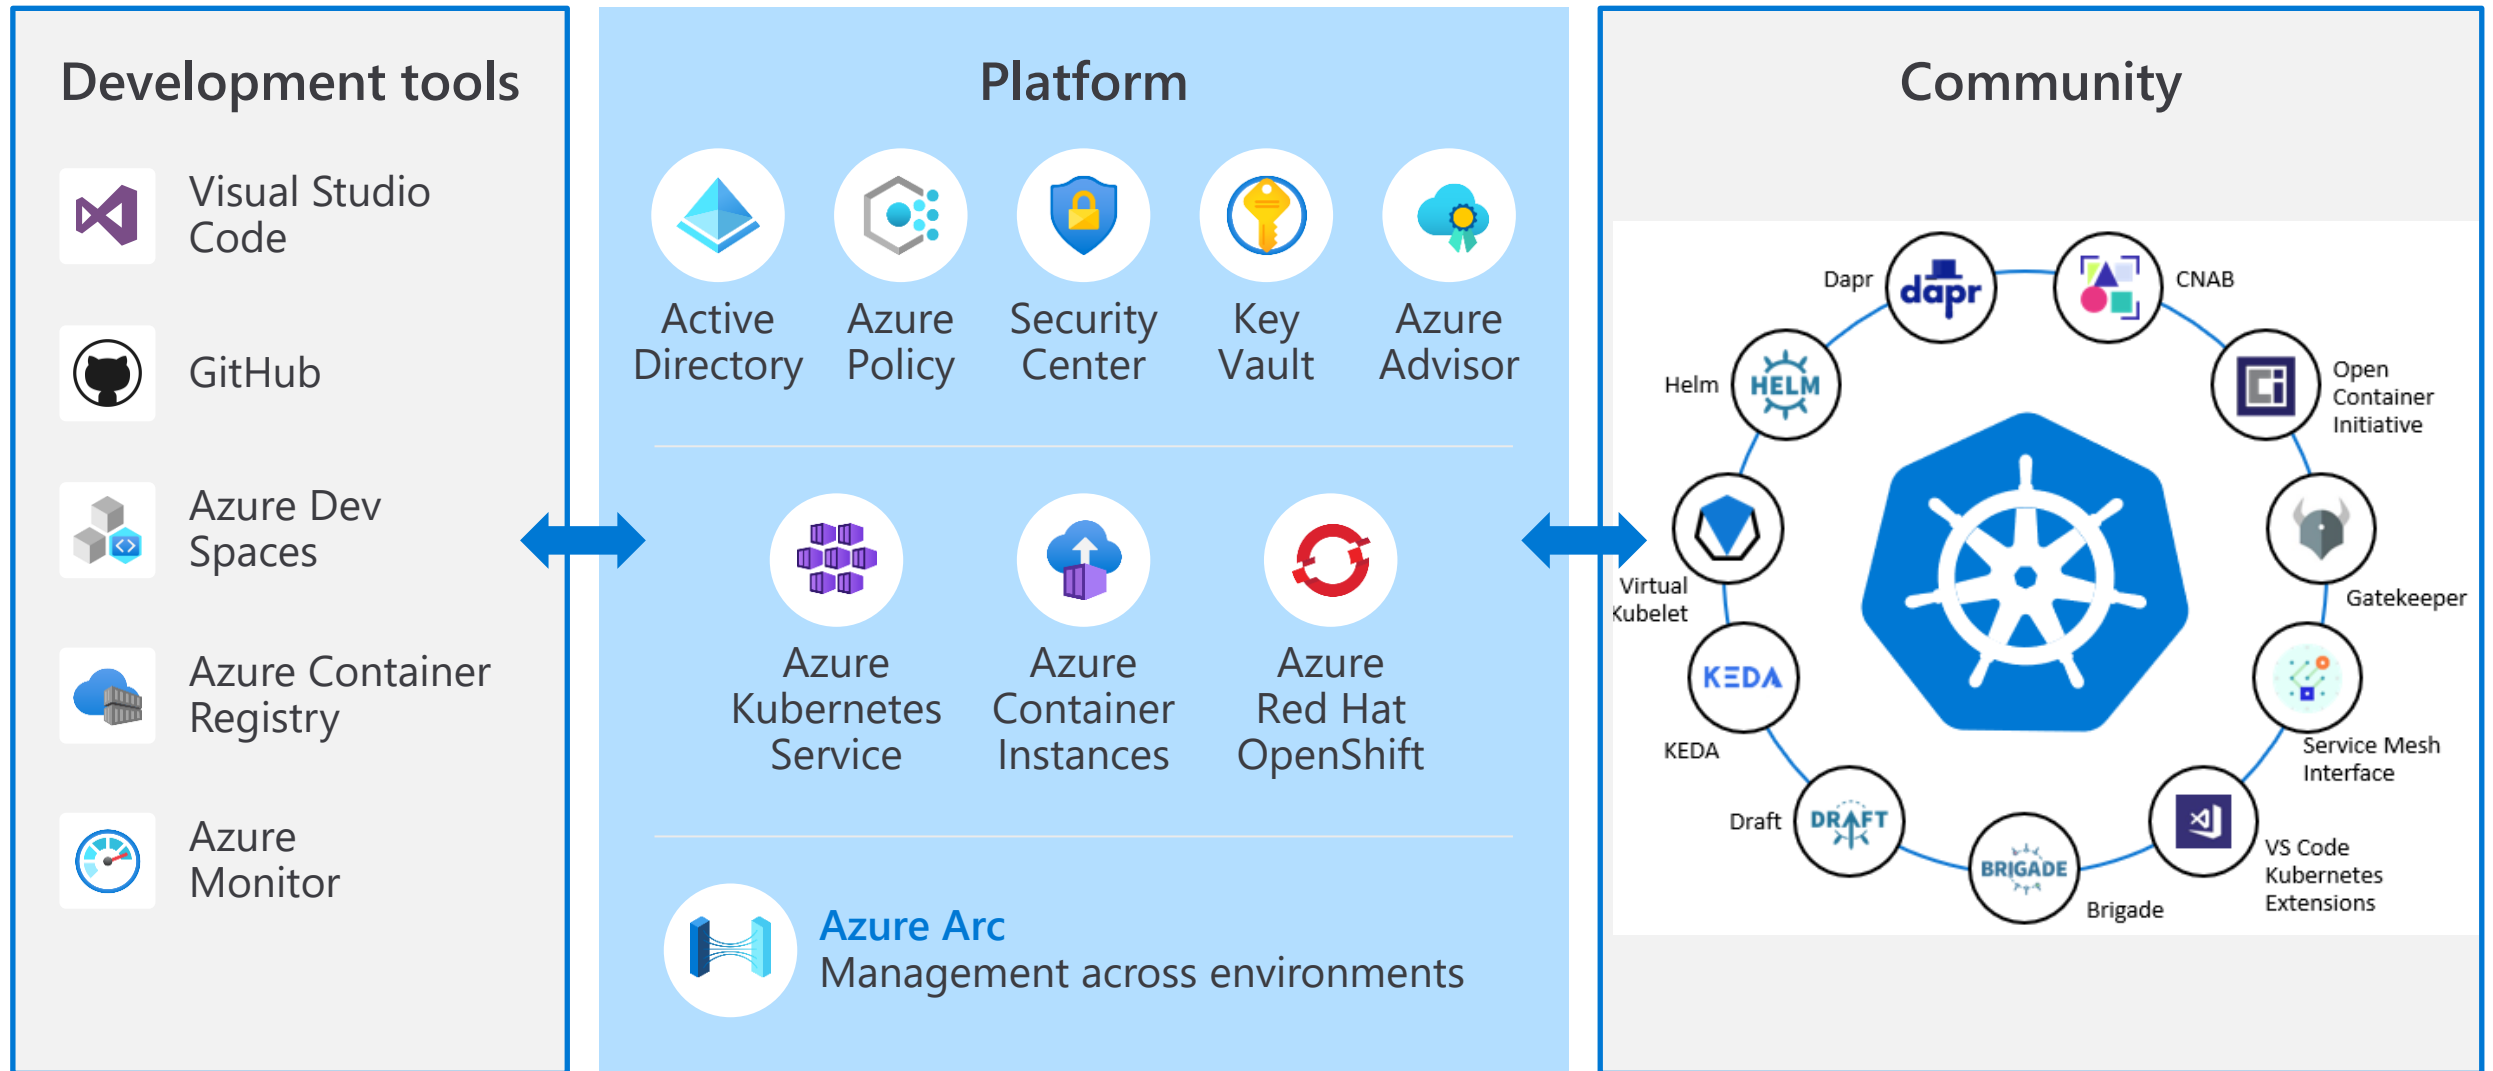 Development tools
Visual Studio
Code
GitHub
Azure Dev
Spaces
Azure Container
Registry
Azure
Monitor
Platform
Active
Directory
Azure
Policy
Security
Center
Key
Vault
Azure
Advisor
Azure
Kubernetes
Service
Azure
Container
Instances
Azure
Red Hat
OpenShift
Azure Arc
Management across environments
Community
Dapr
dapr
CNAB
Helm
HELM
Open
Container
Initiative
Virtual
Kubelet
Gatekeeper
KEDA
KEDA
Service Mesh
Interface
Draft
DRAFT
BRIGADE
Brigade
VS Code
Kubernetes
Extensions